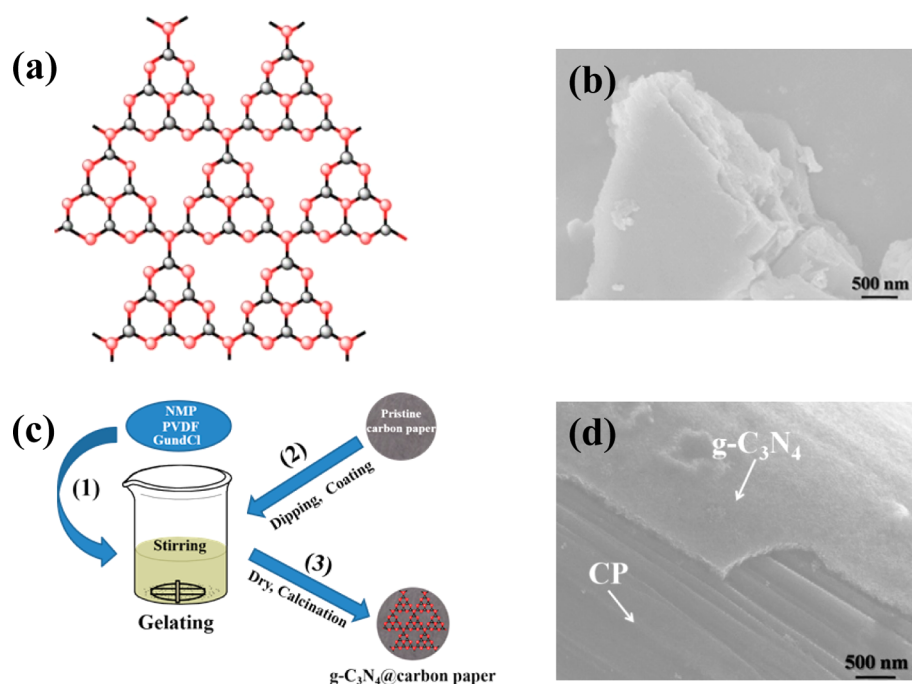 (a)
(b)
500 nm
(c)
NMP
PVDF
GundCl
(1)
Stirring
Gelating
Pristine
carbon paper
(2)
Dipping, Coating
(3)
Dry, Calcination
g-C₃N₄@carbon paper
(d)
g-C₃N₄
CP
500 nm